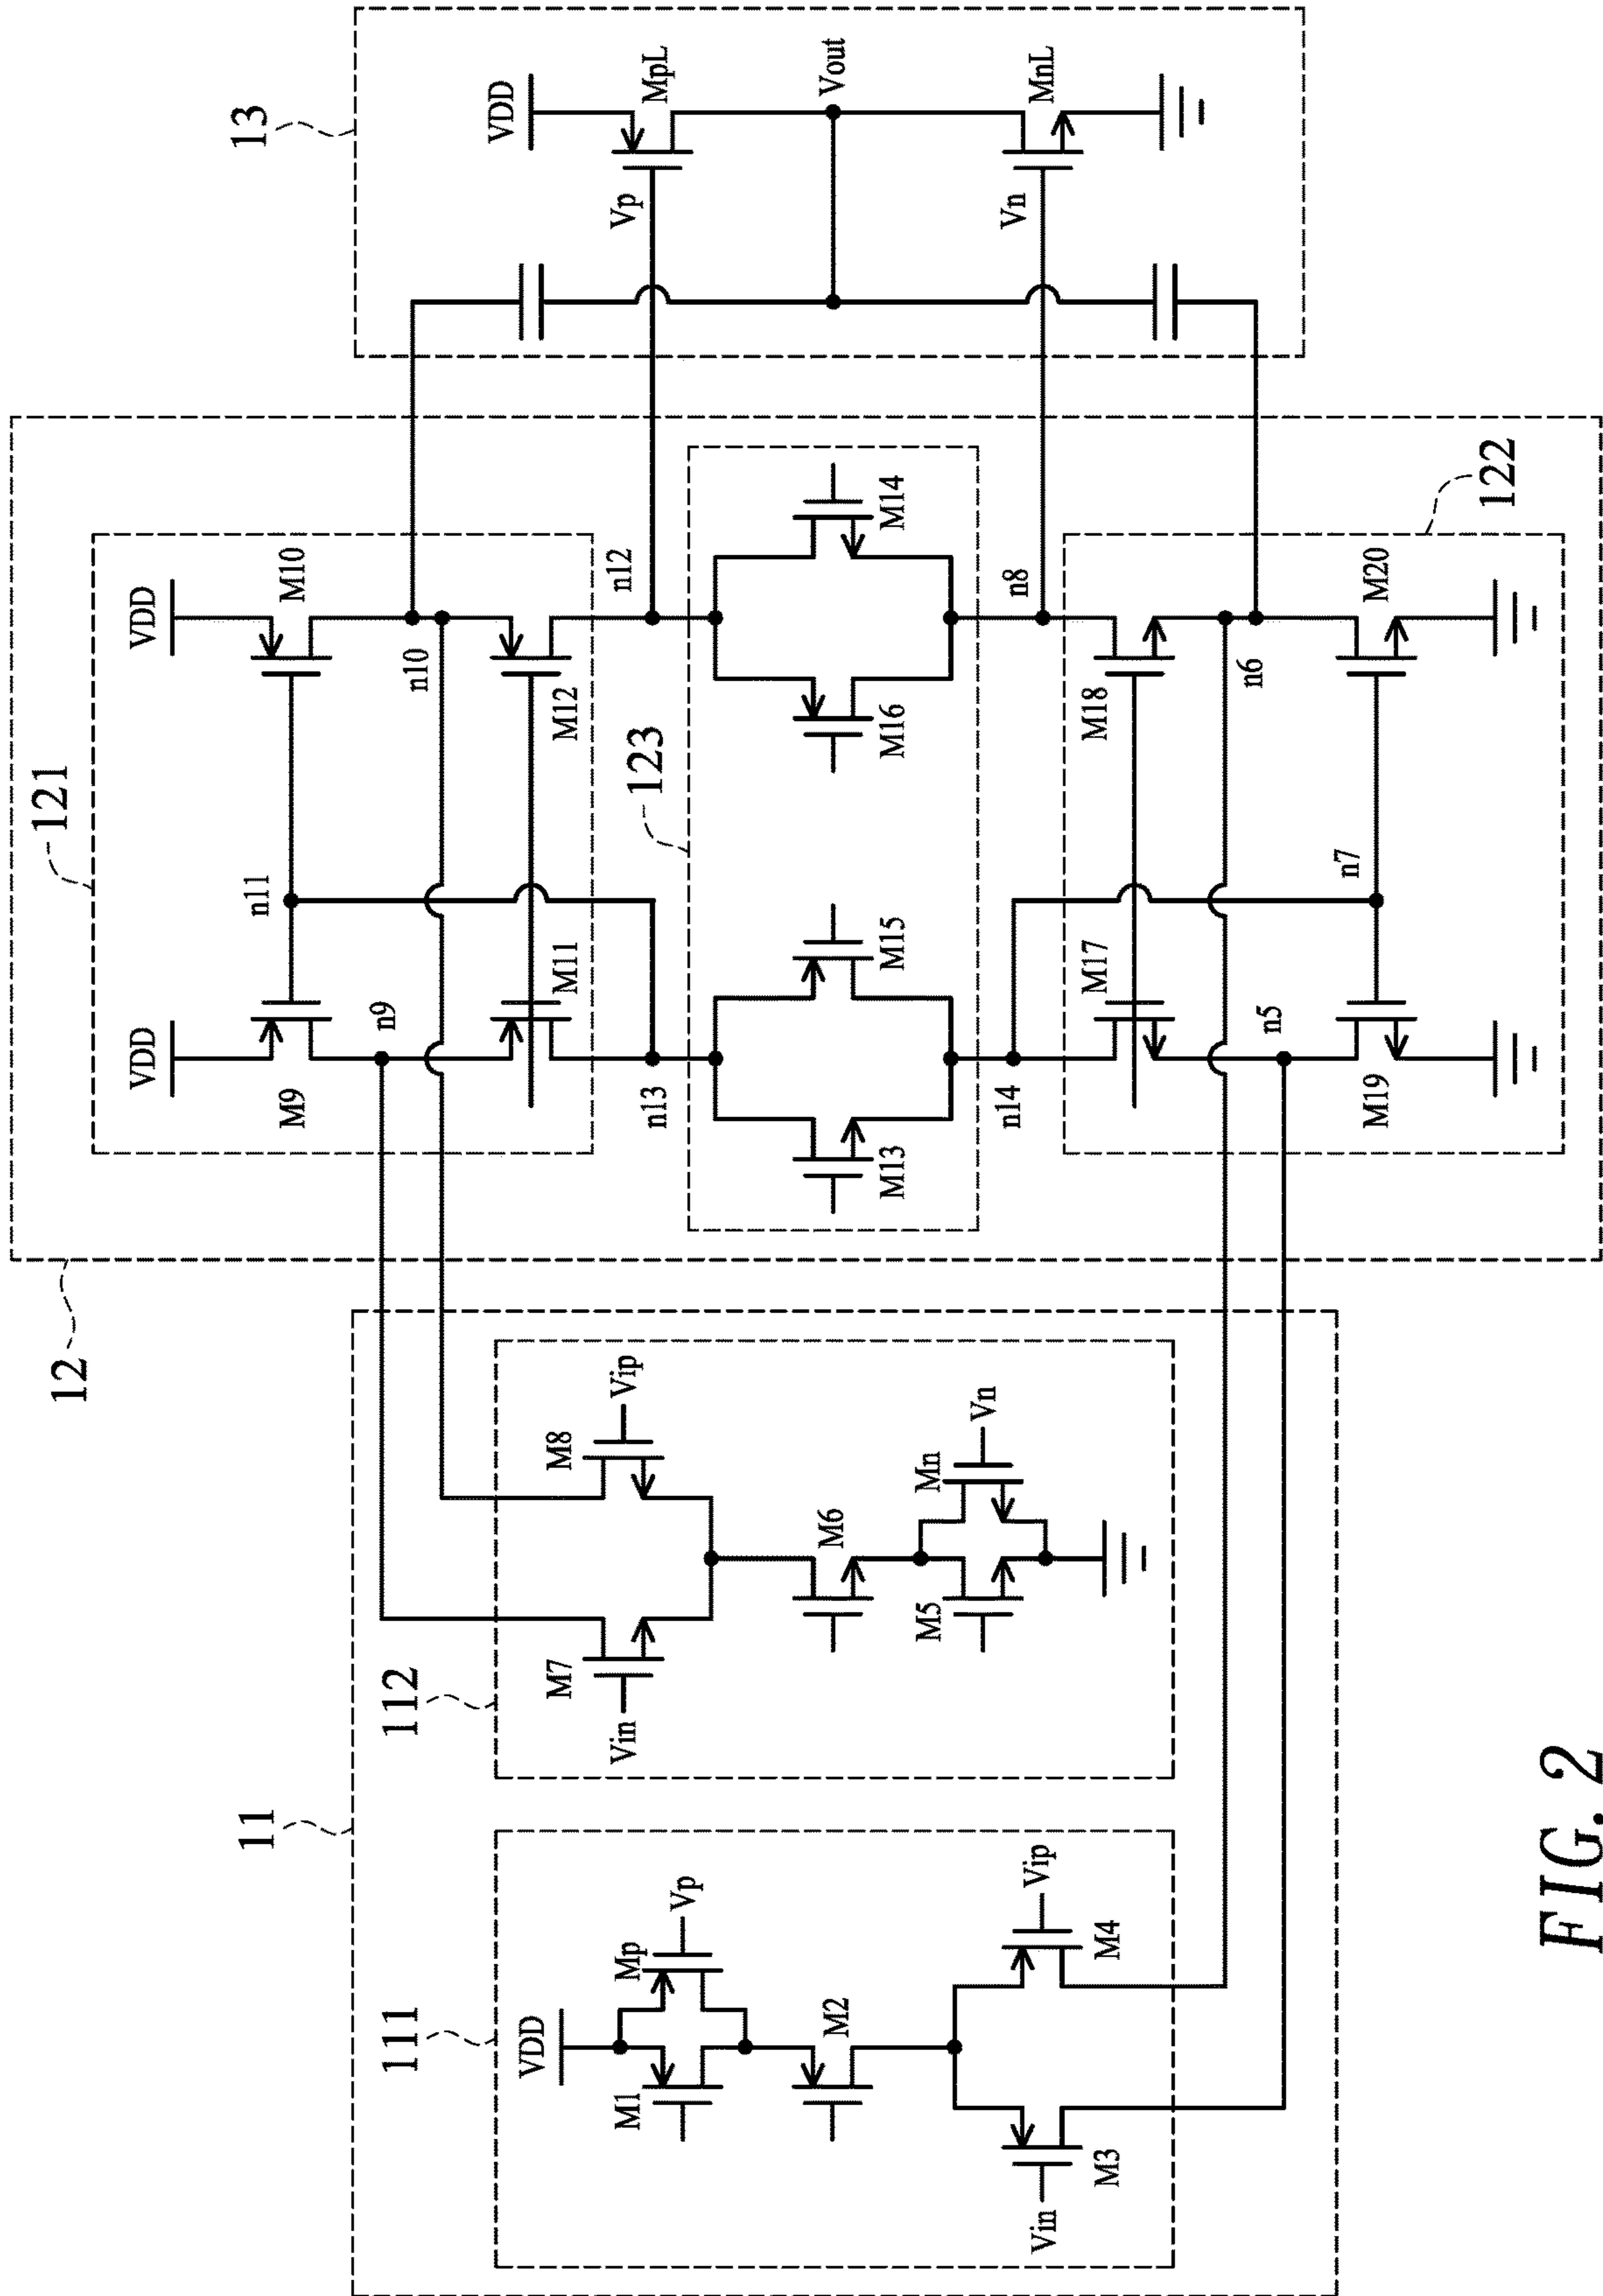 11
111
VDD
M1
Mp
Vp
M2
Vin
M3
M4
Vip
112
Vin
M7
M8
Vip
M6
M5
Mn
Vn
12
121
VDD
VDD
M9
M10
n11
n9
n10
M11
M12
n13
n12
123
M13
M15
M16
M14
n14
n8
122
M17
M18
n5
n6
n7
M19
M20
13
VDD
MpL
Vp
Vout
Vn
MnL
FIG. 2